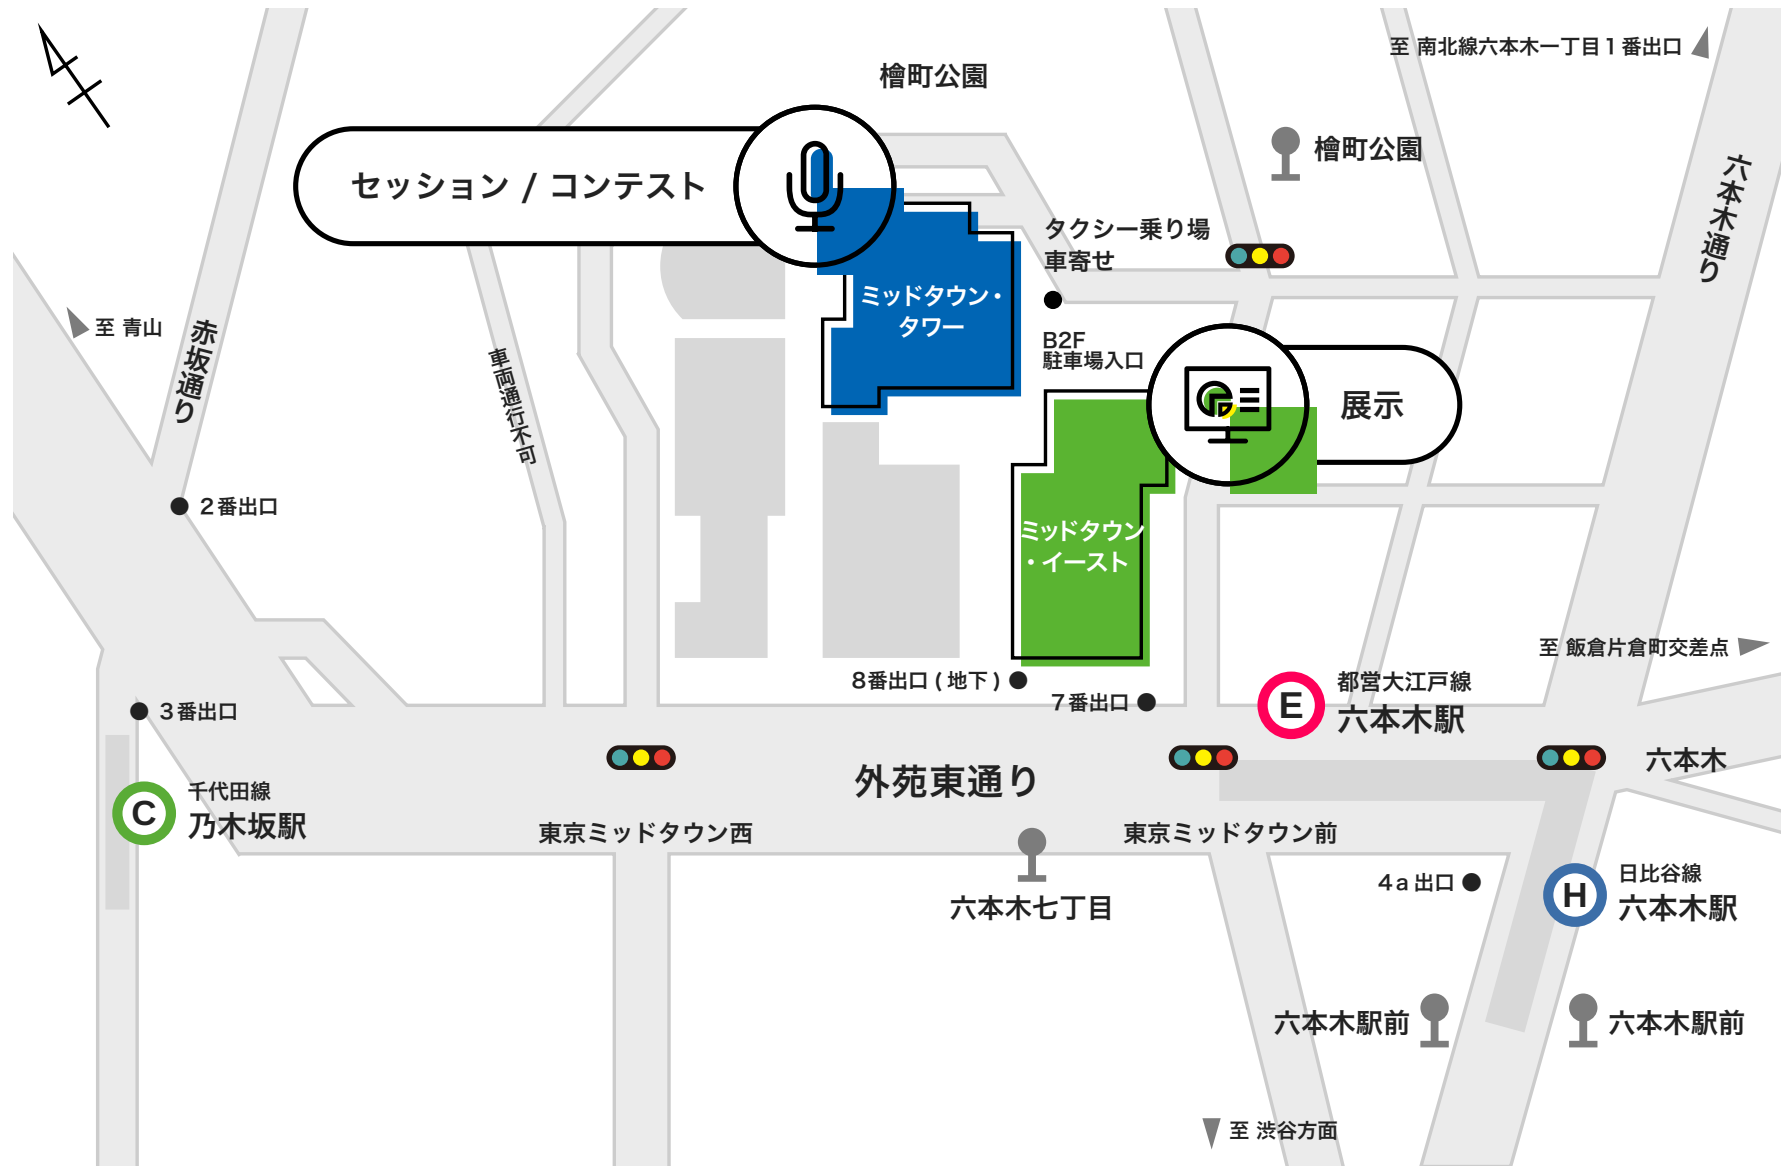 至 南北線六本木一丁目1番出口
檜町公園
檜町公園
六本木通り
セッション / コンテスト
タクシー乗り場
車寄せ
ミッドタウン・
タワー
至 青山
赤坂通り
車両通行不可
B2F
駐車場入口
展示
2番出口
ミッドタウン
・イースト
至 飯倉片倉町交差点
8番出口 ( 地下 )
7番出口
E
都営大江戸線
六本木駅
3番出口
外苑東通り
六本木
C
千代田線
乃木坂駅
東京ミッドタウン西
東京ミッドタウン前
六本木七丁目
4a 出口
H
日比谷線
六本木駅
六本木駅前
六本木駅前
至 渋谷方面